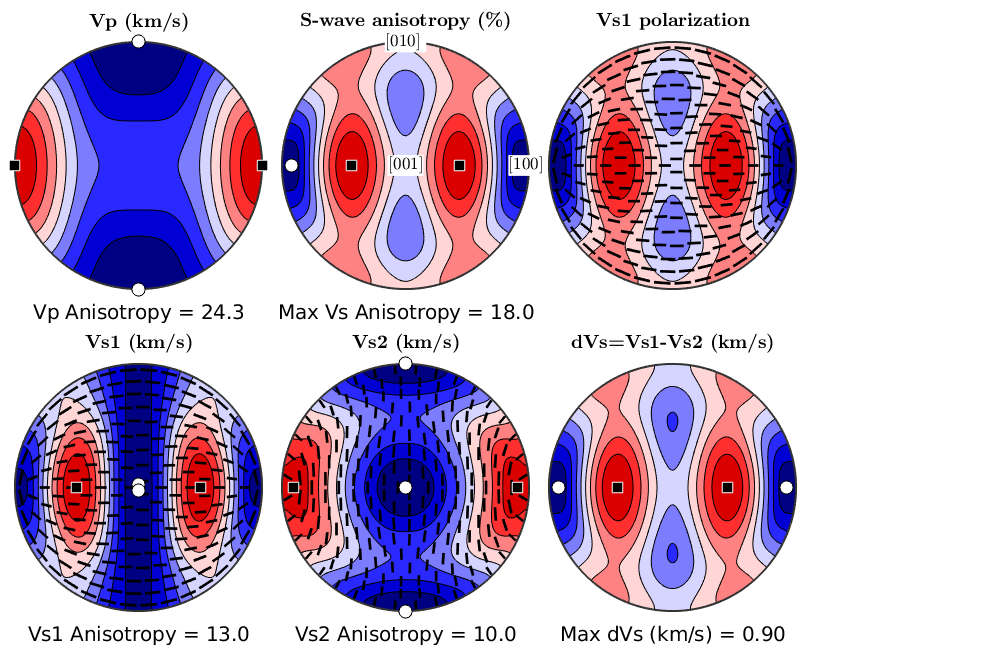 Vp (km/s)
S-wave anisotropy (%)
Vs1 polarization
[010]
[001]
[100]
Vp Anisotropy = 24.3
Max Vs Anisotropy = 18.0
Vs1 (km/s)
Vs2 (km/s)
dVs=Vs1-Vs2 (km/s)
Vs1 Anisotropy = 13.0
Vs2 Anisotropy = 10.0
Max dVs (km/s) = 0.90